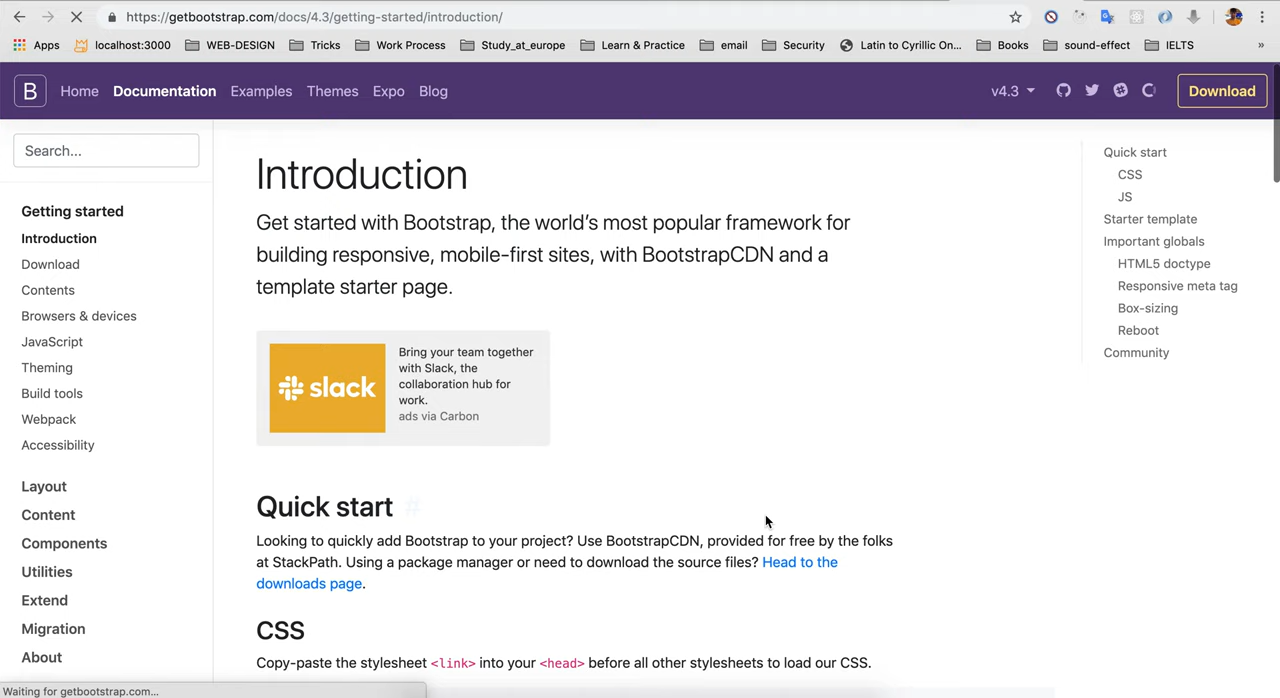 https://getbootstrap.com/docs/4.3/getting-started/introduction/
Apps localhost:3000 WEB-DESIGN Tricks Work Process Study_at_europe Learn & Practice email Security Latin to Cyrillic On... Books sound-effect IELTS »
B Home Documentation Examples Themes Expo Blog v4.3 Download
Search...
Getting started
Introduction
Download
Contents
Browsers & devices
JavaScript
Theming
Build tools
Webpack
Accessibility
Layout
Content
Components
Utilities
Extend
Migration
About
Introduction
Get started with Bootstrap, the world’s most popular framework for
building responsive, mobile-first sites, with BootstrapCDN and a
template starter page.
slack
Bring your team together
with Slack, the
collaboration hub for
work.
ads via Carbon
Quick start #
Looking to quickly add Bootstrap to your project? Use BootstrapCDN, provided for free by the folks
at StackPath. Using a package manager or need to download the source files? Head to the
downloads page.
CSS
Copy-paste the stylesheet <link> into your <head> before all other stylesheets to load our CSS.
Quick start
CSS
JS
Starter template
Important globals
HTML5 doctype
Responsive meta tag
Box-sizing
Reboot
Community
Waiting for getbootstrap.com...